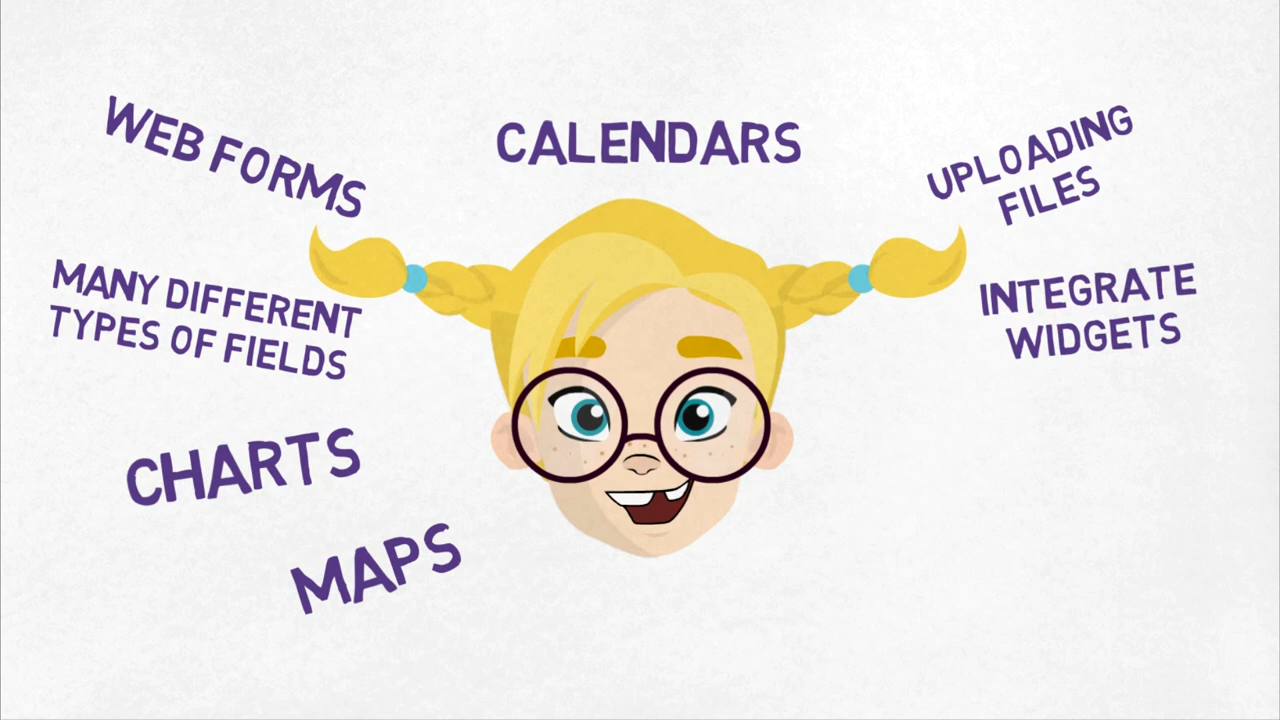 WEB FORMS
CALENDARS
UPLOADING
FILES
MANY DIFFERENT
TYPES OF FIELDS
INTEGRATE
WIDGETS
CHARTS
MAPS